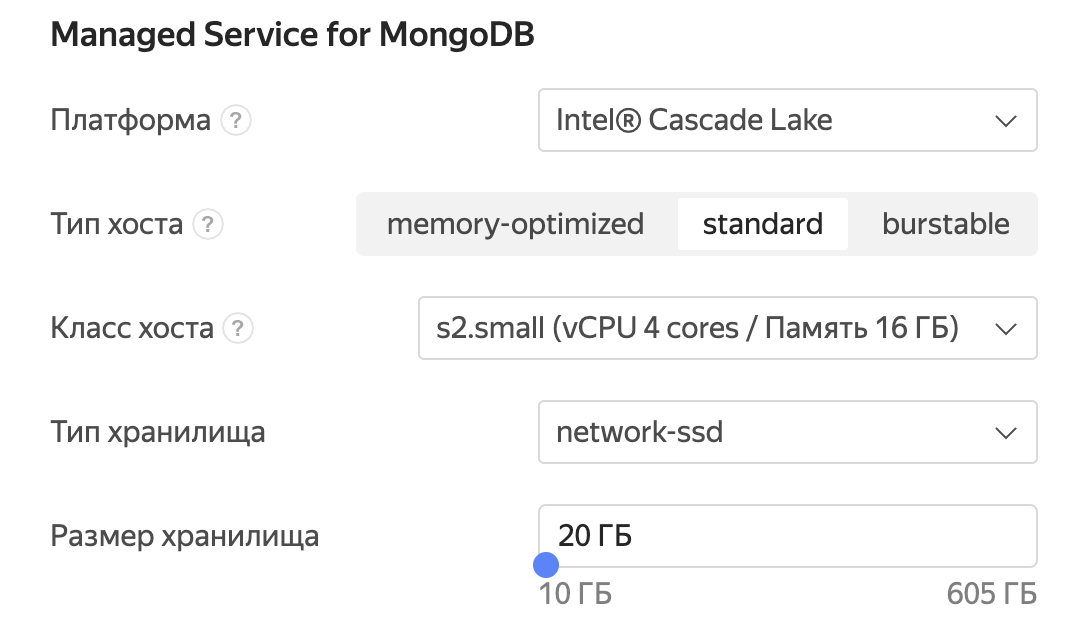 Managed Service for MongoDB
Платформа ? Intel® Cascade Lake
Тип хоста ? memory-optimized standard burstable
Класс хоста ? s2.small (vCPU 4 cores / Память 16 ГБ)
Тип хранилища network-ssd
Размер хранилища 20 ГБ
10 ГБ 605 ГБ